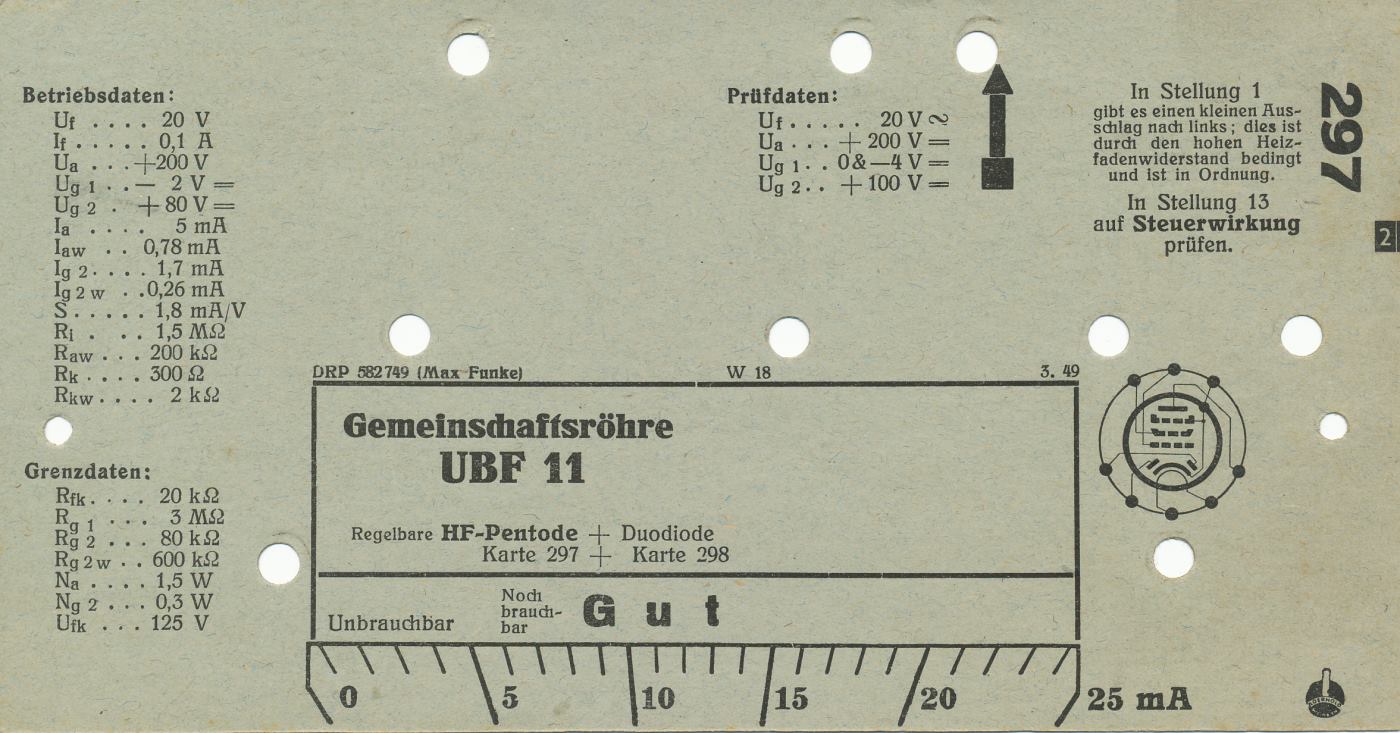 Betriebsdaten:
Uf . . . . 20 V
If . . . . . 0,1 A
Ua . . . +200 V
Ug 1 . . — 2 V =
Ug 2 . + 80 V =
Ia . . . . 5 mA
Iaw . . 0,78 mA
Ig 2 . . . . 1,7 mA
Ig 2 w . . 0,26 mA
S . . . . . 1,8 mA/V
Ri . . . 1,5 MΩ
Raw . . . 200 kΩ
Rk . . . . 300 Ω
Rkw . . . . 2 kΩ
Grenzdaten:
Rfk . . . . 20 kΩ
Rg 1 . . . 3 MΩ
Rg 2 . . . 80 kΩ
Rg 2 w . . 600 kΩ
Na . . . . 1,5 W
Ng 2 . . . 0,3 W
Ufk . . . 125 V
Prüfdaten:
Uf . . . . . 20 V ≂
Ua . . . + 200 V =
Ug 1 . . 0 & —4 V =
Ug 2 . . + 100 V =
In Stellung 1
gibt es einen kleinen Aus-
schlag nach links; dies ist
durch den hohen Heiz-
fadenwiderstand bedingt
und ist in Ordnung.
In Stellung 13
auf Steuerwirkung
prüfen.
297
2
DRP 582749 (Max Funke) W 18 3. 49
Gemeinschaftsröhre
UBF 11
Regelbare HF-Pentode + Duodiode
Karte 297 + Karte 298
Unbrauchbar
Noch
brauch-
bar
Gut
0 5 10 15 20 25 mA